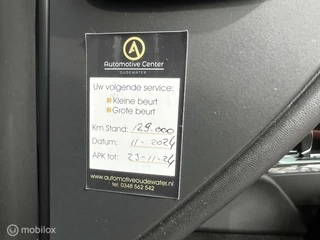 A
Automotive Center
OUDEWATER
Uw volgende service:
Kleine beurt
Grote beurt
Km Stand: 129.000
Datum: 11-2024
APK tot: 23-11-24
www.automotiveoudewater.nl
tel: 0348 562 542
Mobilox